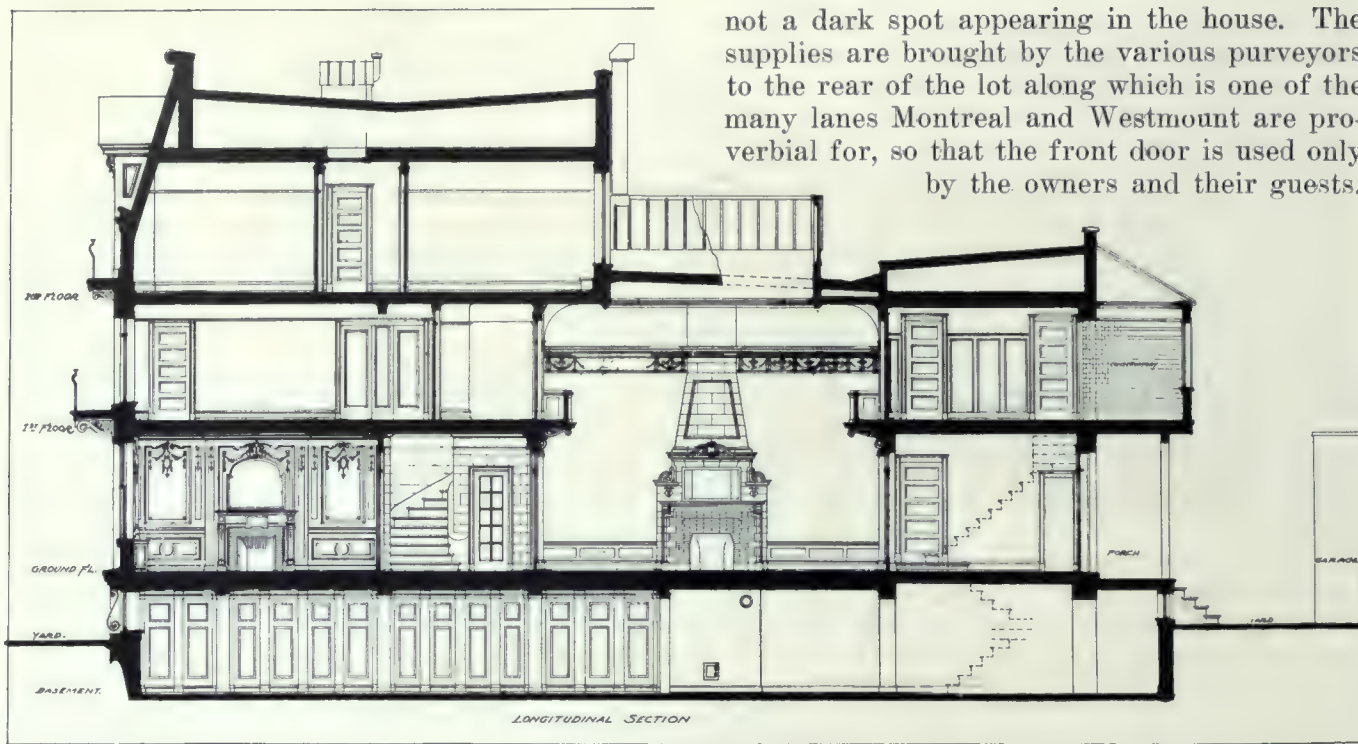 not a dark spot appearing in the house. The
supplies are brought by the various purveyors
to the rear of the lot along which is one of the
many lanes Montreal and Westmount are pro-
verbial for, so that the front door is used only
by the owners and their guests.
2ND FLOOR
1ST FLOOR
GROUND FL.
PORCH
GARAGE
YARD.
YARD
BASEMENT.
LONGITUDINAL SECTION